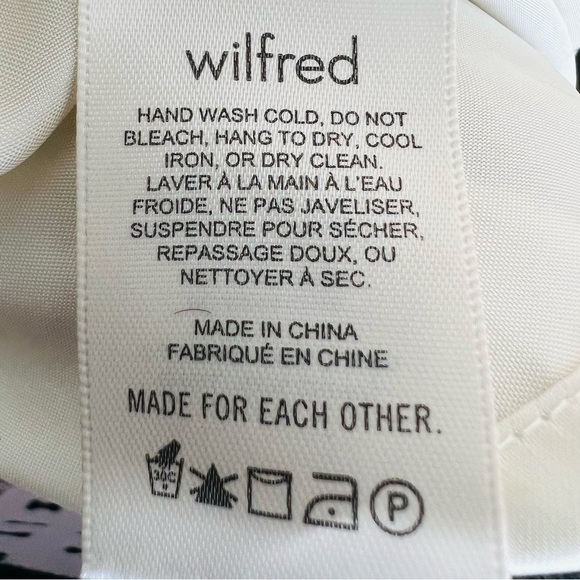 wilfred
HAND WASH COLD, DO NOT
BLEACH, HANG TO DRY, COOL
IRON, OR DRY CLEAN.
LAVER À LA MAIN À L'EAU
FROIDE, NE PAS JAVELISER,
SUSPENDRE POUR SÉCHER,
REPASSAGE DOUX, OU
NETTOYER À SEC.
MADE IN CHINA
FABRIQUÉ EN CHINE
MADE FOR EACH OTHER.
30C P